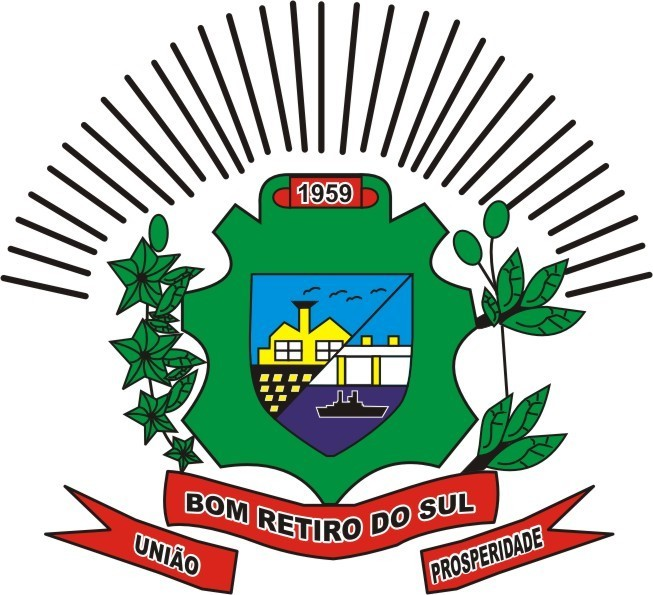 1959
BOM RETIRO DO SUL
UNIÃO
PROSPERIDADE